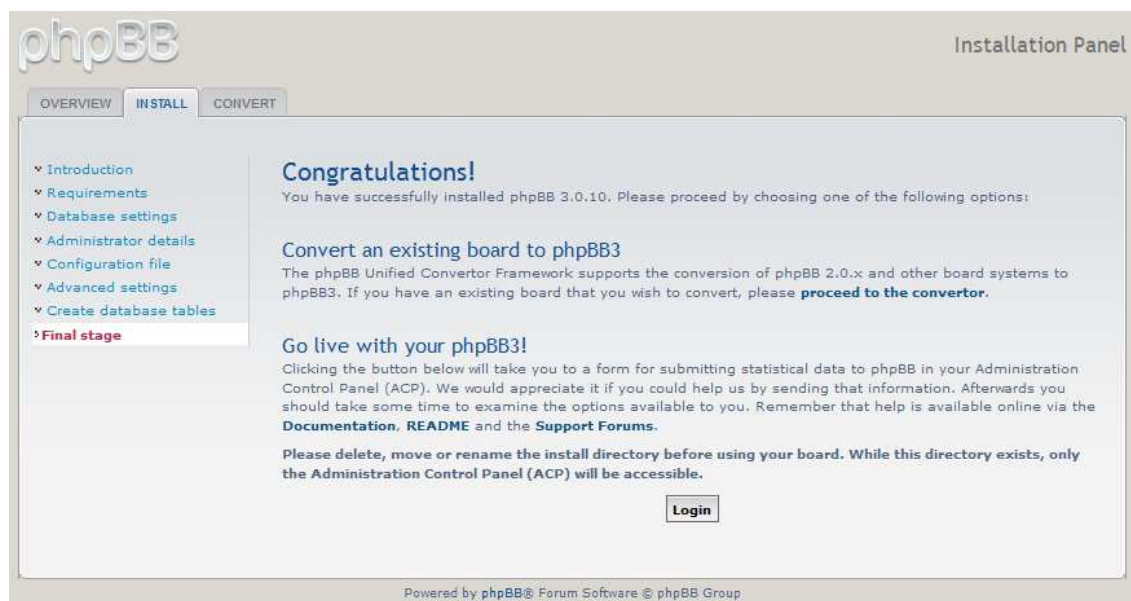 phpBB
Installation Panel
OVERVIEW INSTALL CONVERT
Introduction
Requirements
Database settings
Administrator details
Configuration file
Advanced settings
Create database tables
Final stage
Congratulations!
You have successfully installed phpBB 3.0.10. Please proceed by choosing one of the following options:
Convert an existing board to phpBB3
The phpBB Unified Convertor Framework supports the conversion of phpBB 2.0.x and other board systems to
phpBB3. If you have an existing board that you wish to convert, please proceed to the convertor.
Go live with your phpBB3!
Clicking the button below will take you to a form for submitting statistical data to phpBB in your Administration
Control Panel (ACP). We would appreciate it if you could help us by sending that information. Afterwards you
should take some time to examine the options available to you. Remember that help is available online via the
Documentation, README and the Support Forums.
Please delete, move or rename the install directory before using your board. While this directory exists, only
the Administration Control Panel (ACP) will be accessible.
Login
Powered by phpBB® Forum Software © phpBB Group